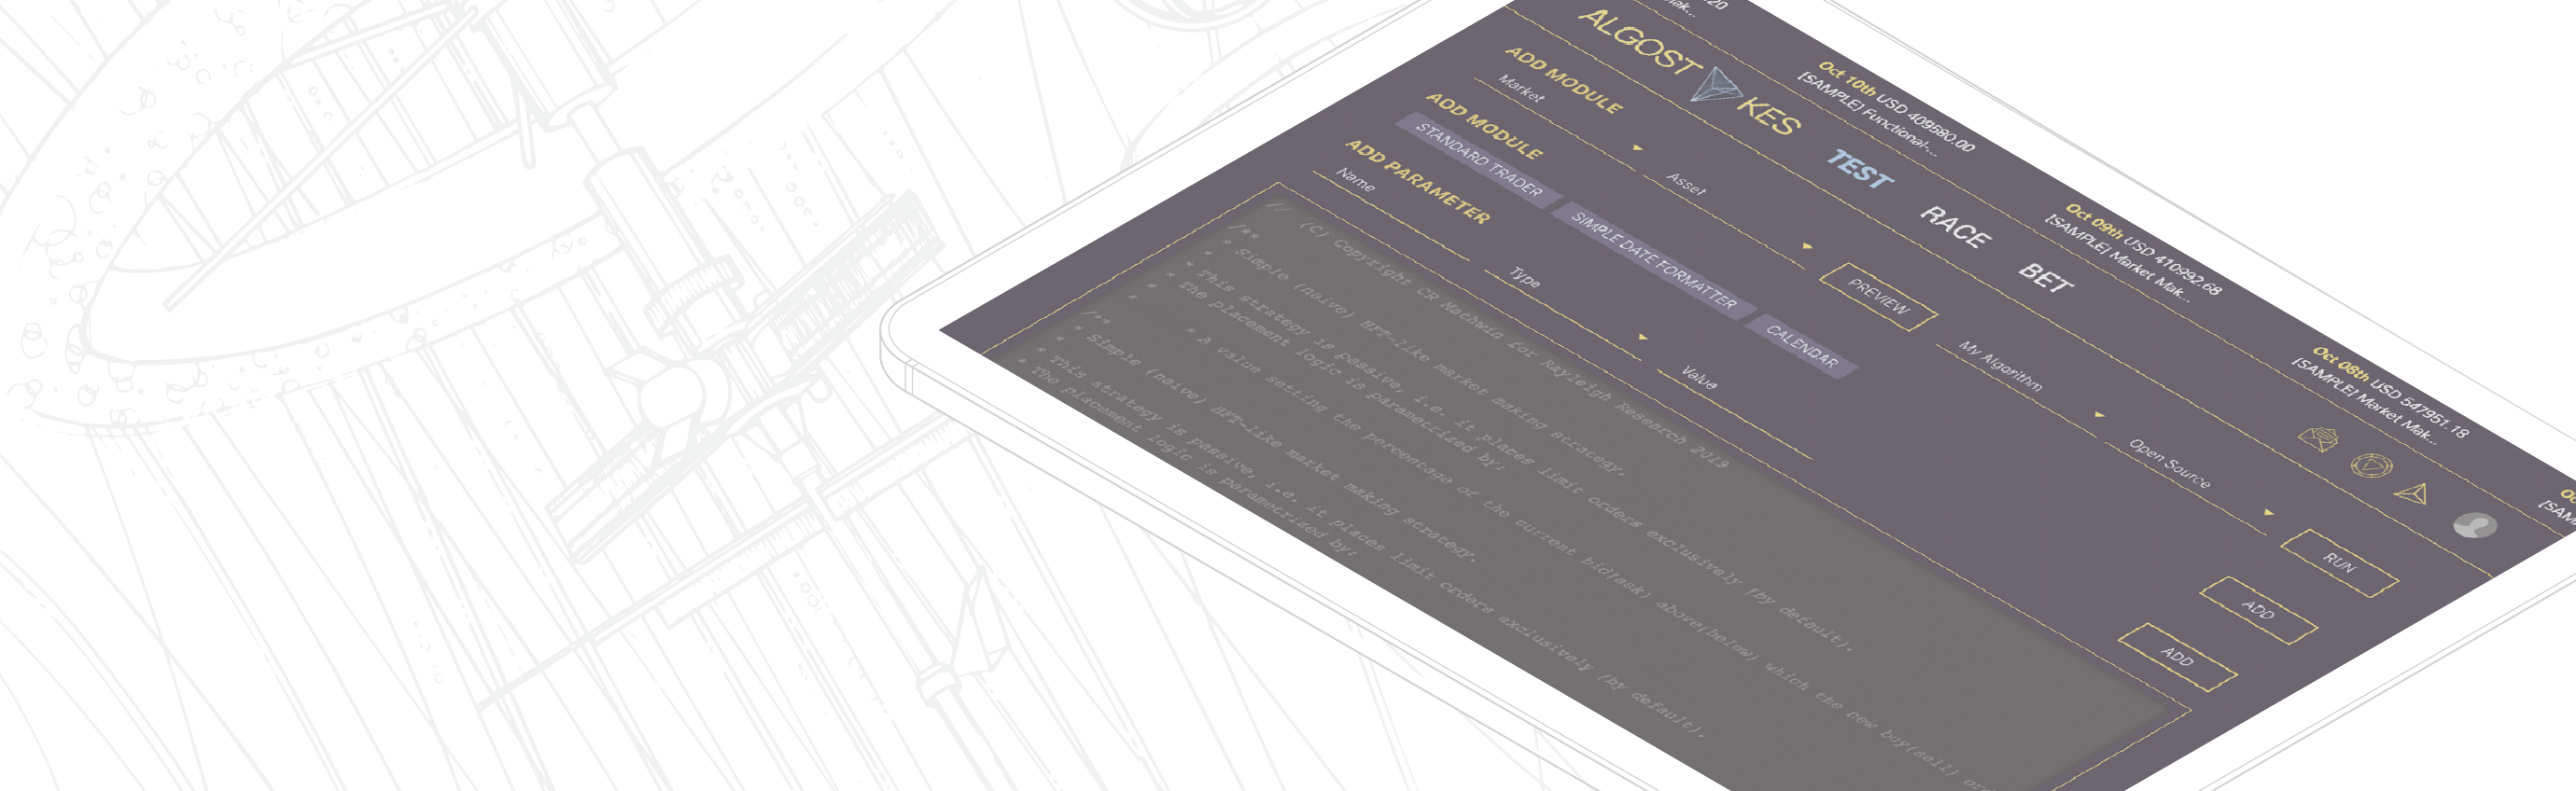 Oct 10th USD 409580.00
[SAMPLE] Functional-...
Oct 09th USD 410992.68
[SAMPLE] Market Mak...
Oct 08th USD 547951.18
[SAMPLE] Market Mak...
ALGOST KES
TEST
RACE
BET
ADD MODULE
Market
Asset
PREVIEW
My Algorithm
Open Source
RUN
ADD MODULE
STANDARD TRADER
SIMPLE DATE FORMATTER
CALENDAR
ADD
ADD PARAMETER
Name
Type
Value
ADD
// (C) Copyright CR Machwin for Rayleigh Research 2019
/**
* Simple (naive) HFT-like market making strategy.
*
* This strategy is passive, i.e. it places limit orders exclusively (by default).
* The placement logic is parametrized by:
*
* * A value setting the percentage of the current bid(ask) above(below) which the new buy(sell)
/**
* Simple (naive) HFT-like market making strategy.
*
* This strategy is passive, i.e. it places limit orders exclusively (by default).
* The placement logic is parametrized by: